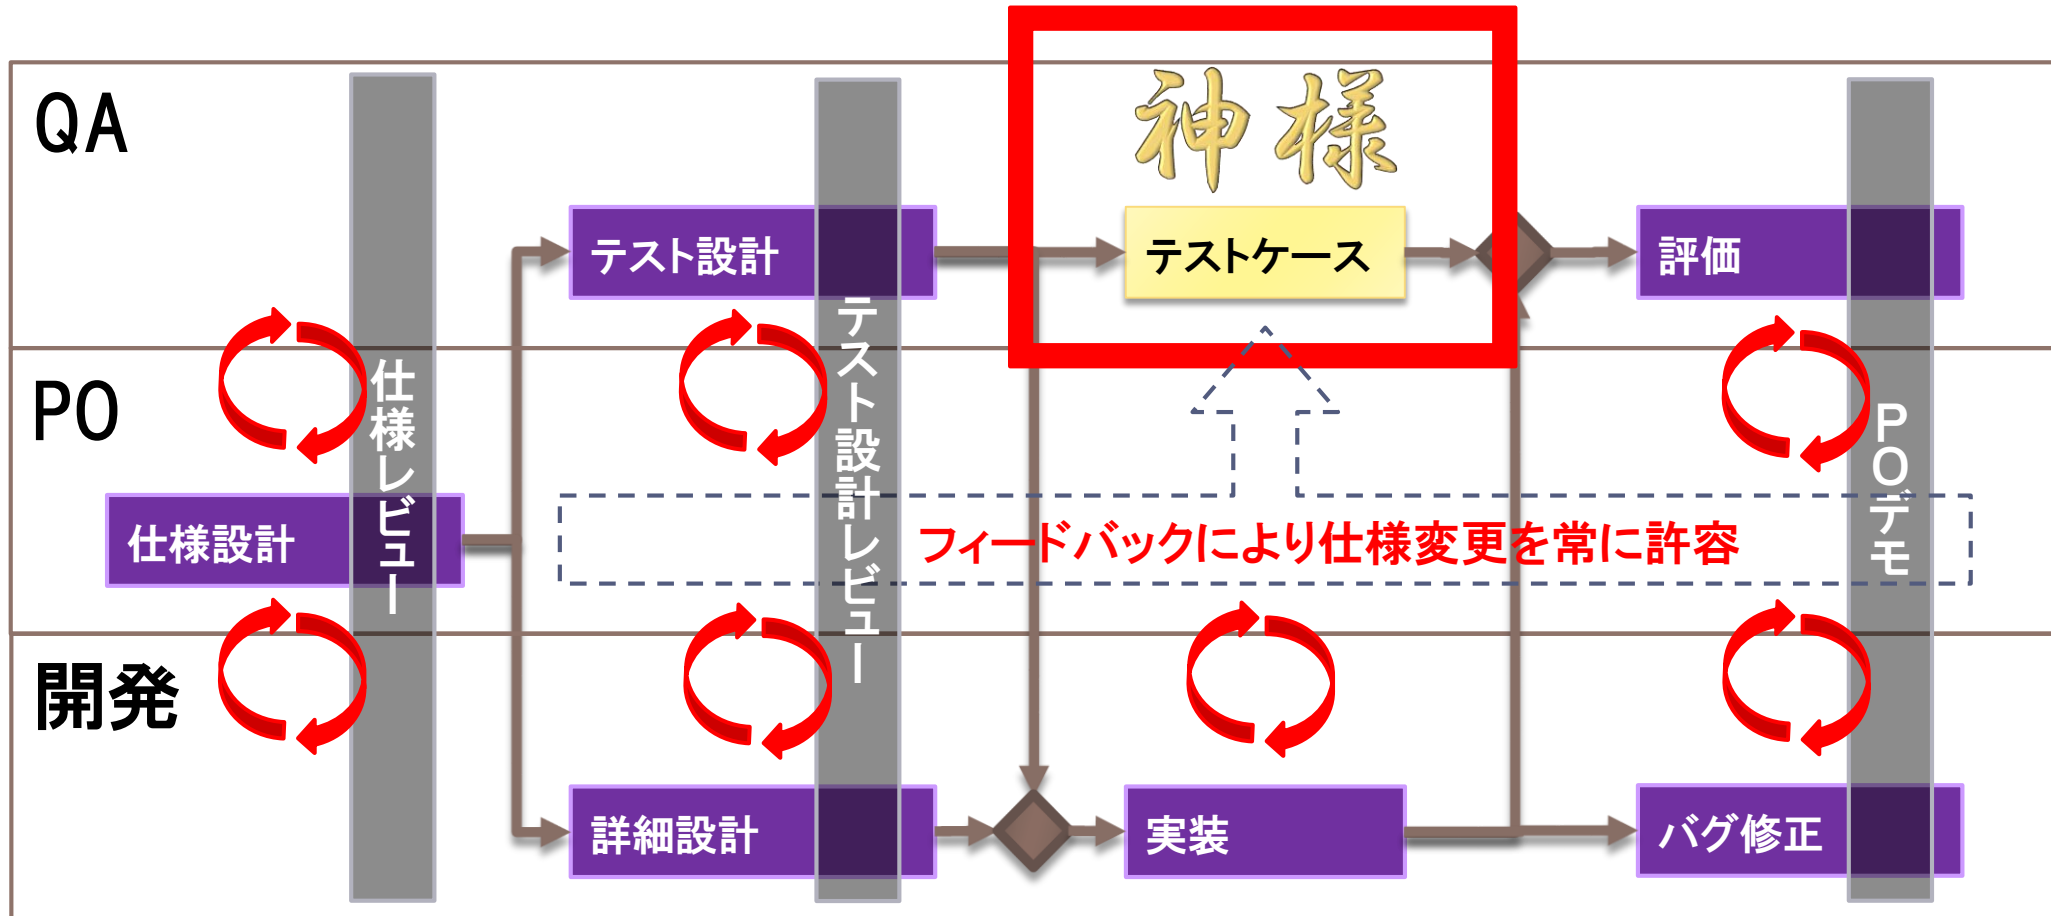 QA
神様
テスト設計
テストケース
評価
PO
仕様レビュー
テスト設計レビュー
POデモ
仕様設計
フィードバックにより仕様変更を常に許容
開発
詳細設計
実装
バグ修正